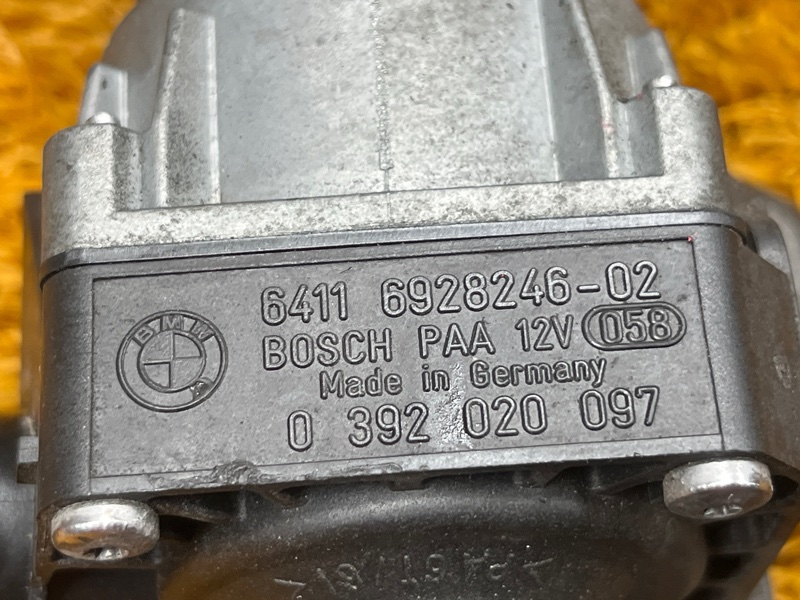 BMW
6411 6928246-02
BOSCH PAA 12V 058
Made in Germany
0 392 020 097